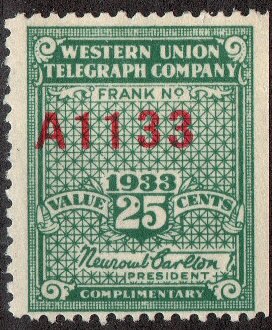 WESTERN UNION
TELEGRAPH COMPANY
FRANK NO
A1133
1933
VALUE 25 CENTS
Newcomb Carlton
PRESIDENT
COMPLIMENTARY